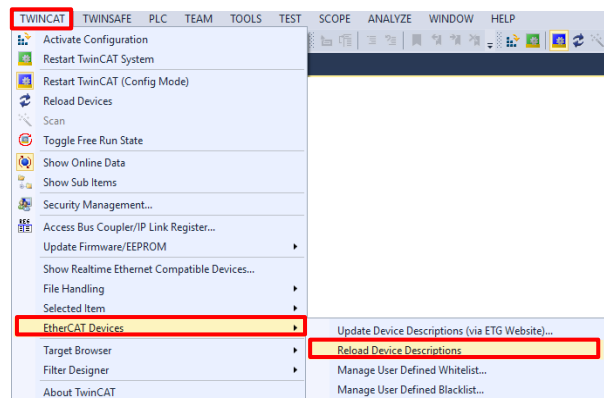 TWINCAT TWINSAFE PLC TEAM TOOLS TEST SCOPE ANALYZE WINDOW HELP
Activate Configuration
Restart TwinCAT System
Restart TwinCAT (Config Mode)
Reload Devices
Scan
Toggle Free Run State
Show Online Data
Show Sub Items
Security Management...
Access Bus Coupler/IP Link Register...
Update Firmware/EEPROM
Show Realtime Ethernet Compatible Devices...
File Handling
Selected Item
EtherCAT Devices
Target Browser
Filter Designer
About TwinCAT
Update Device Descriptions (via ETG Website)...
Reload Device Descriptions
Manage User Defined Whitelist...
Manage User Defined Blacklist...